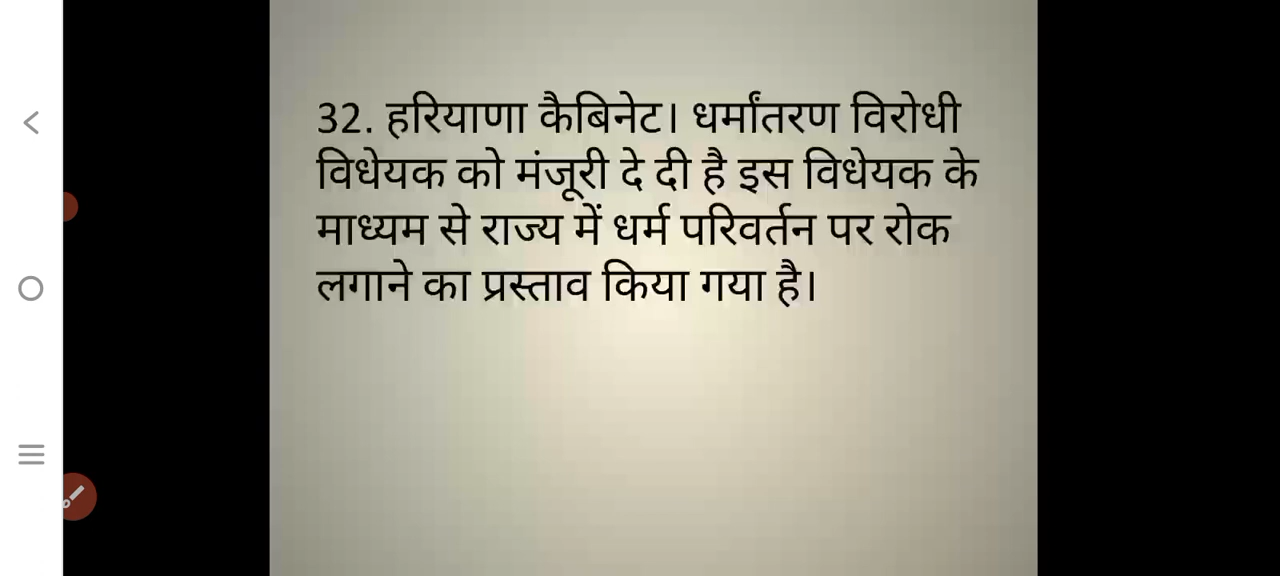 32. हरियाणा कैबिनेट। धर्मांतरण विरोधी
विधेयक को मंजूरी दे दी है इस विधेयक के
माध्यम से राज्य में धर्म परिवर्तन पर रोक
लगाने का प्रस्ताव किया गया है।